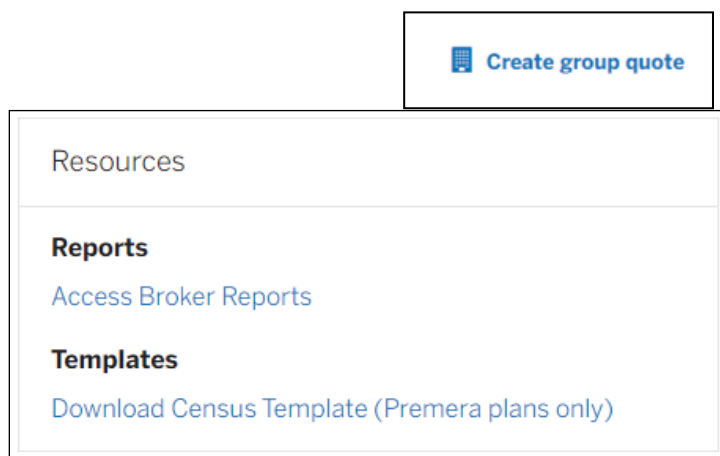 Create group quote
Resources
Reports
Access Broker Reports
Templates
Download Census Template (Premera plans only)